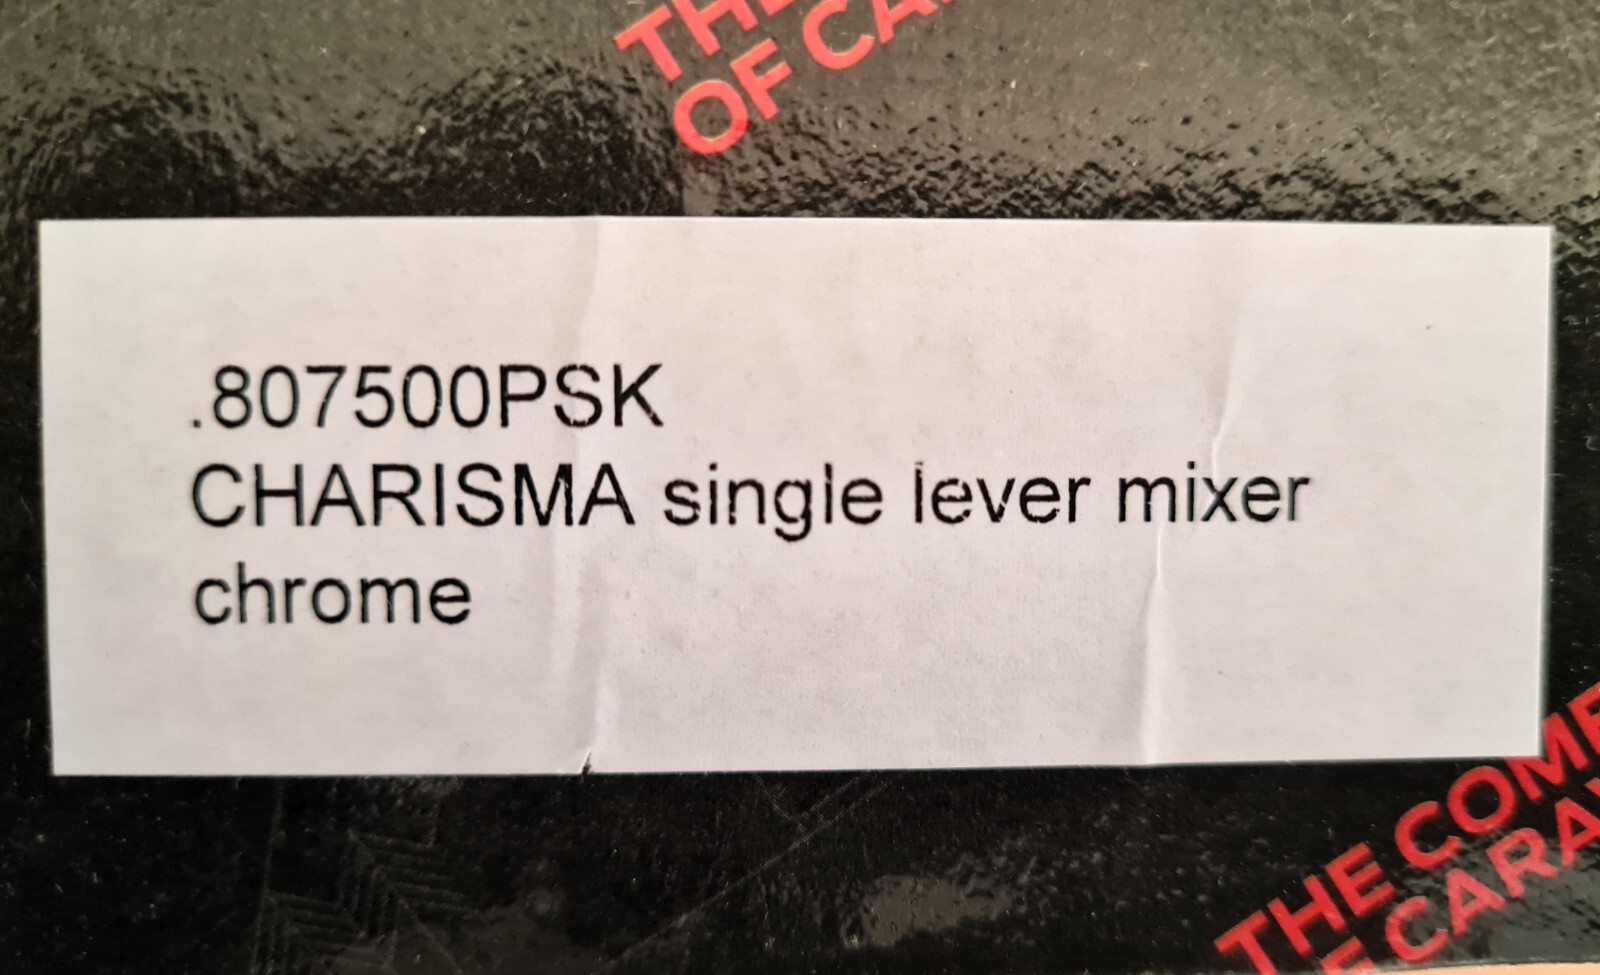 THE
OF CA
.807500PSK
CHARISMA single lever mixer
chrome
THE COM
CARA